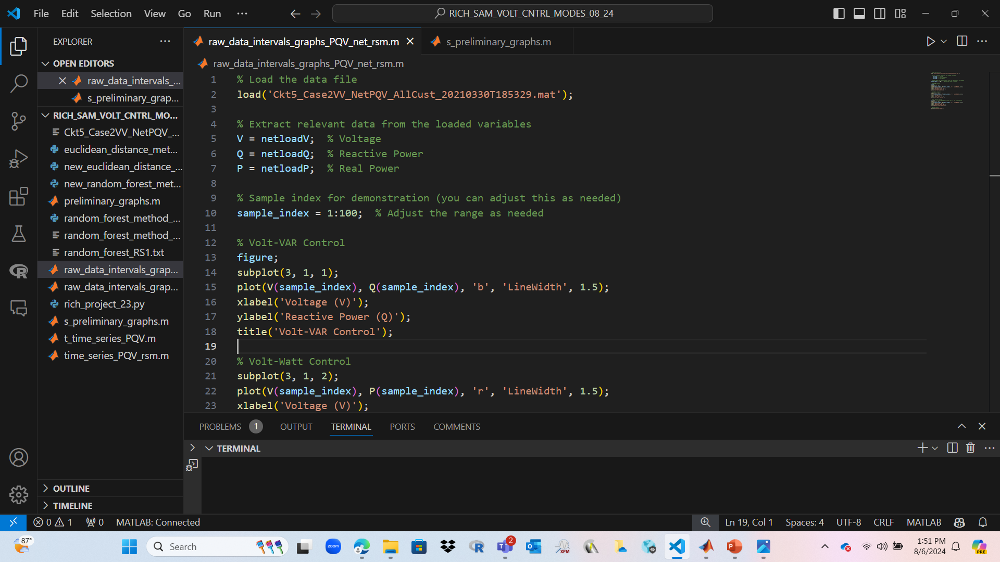 File Edit Selection View Go Run ...
RICH_SAM_VOLT_CNTRL_MODES_08_24
EXPLORER
raw_data_intervals_graphs_PQV_net_rsm.m
s_preliminary_graphs.m
OPEN EDITORS
raw_data_intervals_...
s_preliminary_grap...
RICH_SAM_VOLT_CNTRL_MO...
Ckt5_Case2VV_NetPQV_...
euclidean_distance_met...
new_euclidean_distance_...
new_random_forest_met...
preliminary_graphs.m
random_forest_method_...
random_forest_method_...
random_forest_RS1.txt
raw_data_intervals_grap...
raw_data_intervals_grap...
rich_project_23.py
s_preliminary_graphs.m
t_time_series_PQV.m
time_series_PQV_rsm.m
OUTLINE
TIMELINE
raw_data_intervals_graphs_PQV_net_rsm.m
1 % Load the data file
2 load('Ckt5_Case2VV_NetPQV_AllCust_20210330T185329.mat');
3
4 % Extract relevant data from the loaded variables
5 V = netloadV;  % Voltage
6 Q = netloadQ;  % Reactive Power
7 P = netloadP;  % Real Power
8
9 % Sample index for demonstration (you can adjust this as needed)
10 sample_index = 1:100;  % Adjust the range as needed
11
12 % Volt-VAR Control
13 figure;
14 subplot(3, 1, 1);
15 plot(V(sample_index), Q(sample_index), 'b', 'LineWidth', 1.5);
16 xlabel('Voltage (V)');
17 ylabel('Reactive Power (Q)');
18 title('Volt-VAR Control');
19
20 % Volt-Watt Control
21 subplot(3, 1, 2);
22 plot(V(sample_index), P(sample_index), 'r', 'LineWidth', 1.5);
23 xlabel('Voltage (V)');
PROBLEMS 1 OUTPUT TERMINAL PORTS COMMENTS
TERMINAL
0 1 0 MATLAB: Connected
Ln 19, Col 1 Spaces: 4 UTF-8 CRLF MATLAB
87°
Search
zoom
2
XFM
1:51 PM
8/6/2024
PRE